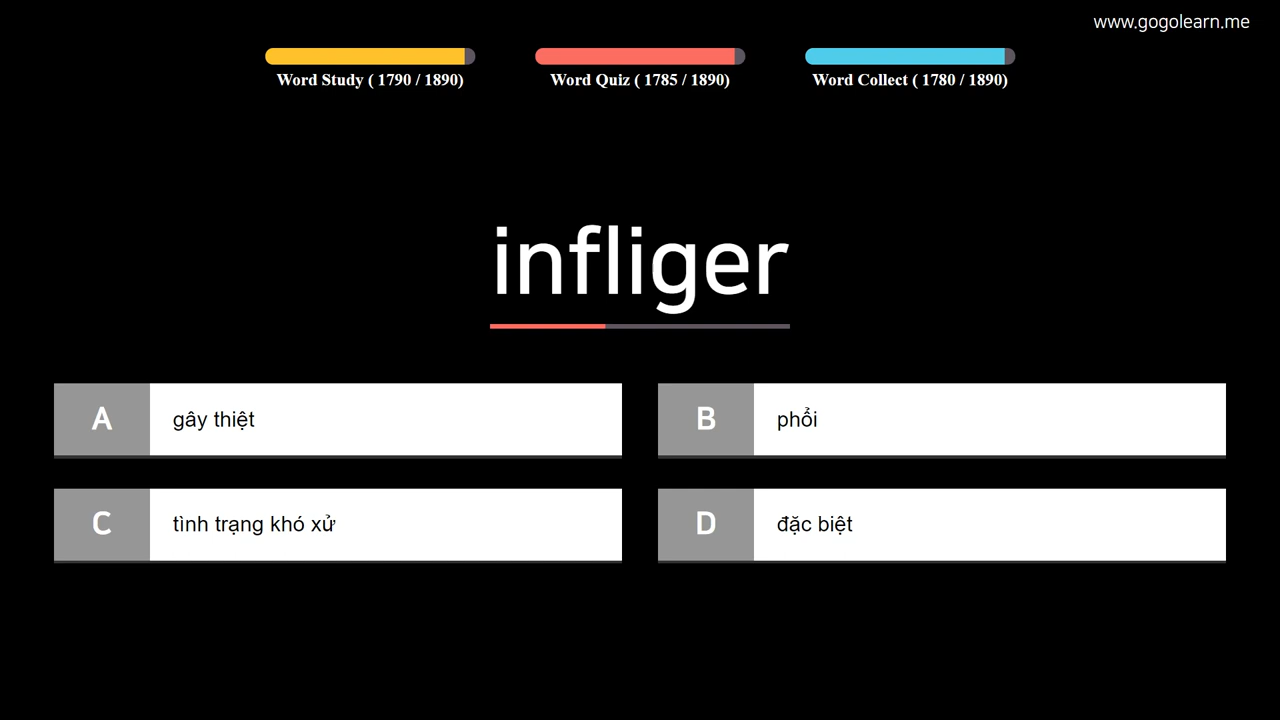 www.gogolearn.me
Word Study ( 1790 / 1890)
Word Quiz ( 1785 / 1890)
Word Collect ( 1780 / 1890)
infliger
A gây thiệt
B phổi
C tình trạng khó xử
D đặc biệt